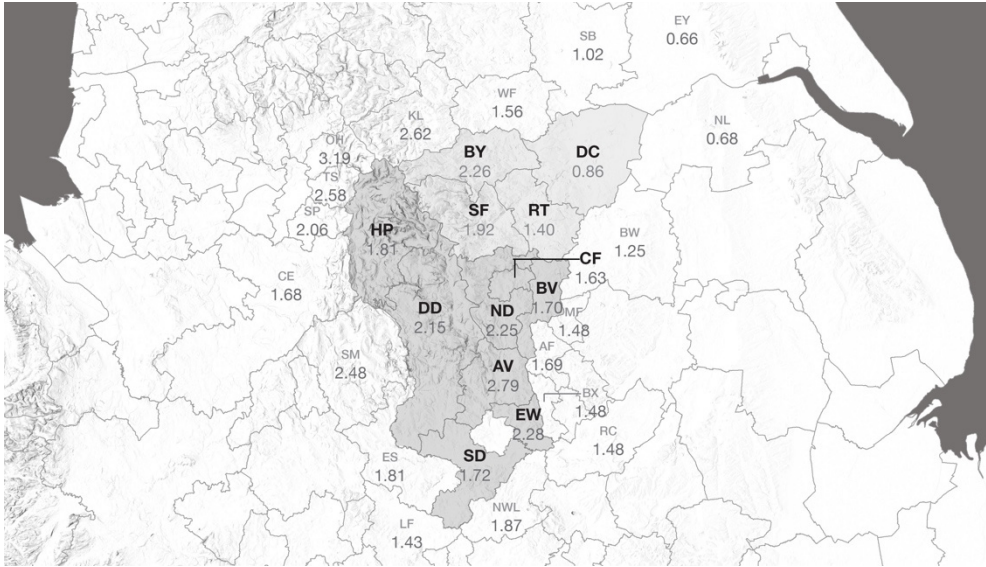 EY
0.66
SB
1.02
WF
1.56
NL
0.68
KL
2.62
OH
3.19
BY
2.26
DC
0.86
TS
2.58
SP
2.06
SF
1.92
RT
1.40
HP
1.81
BW
1.25
CF
1.63
CE
1.68
BV
1.70
DD
2.15
ND
2.25
MF
1.48
AF
1.69
SM
2.48
AV
2.79
BX
1.48
EW
2.28
RC
1.48
ES
1.81
SD
1.72
NWL
1.87
LF
1.43